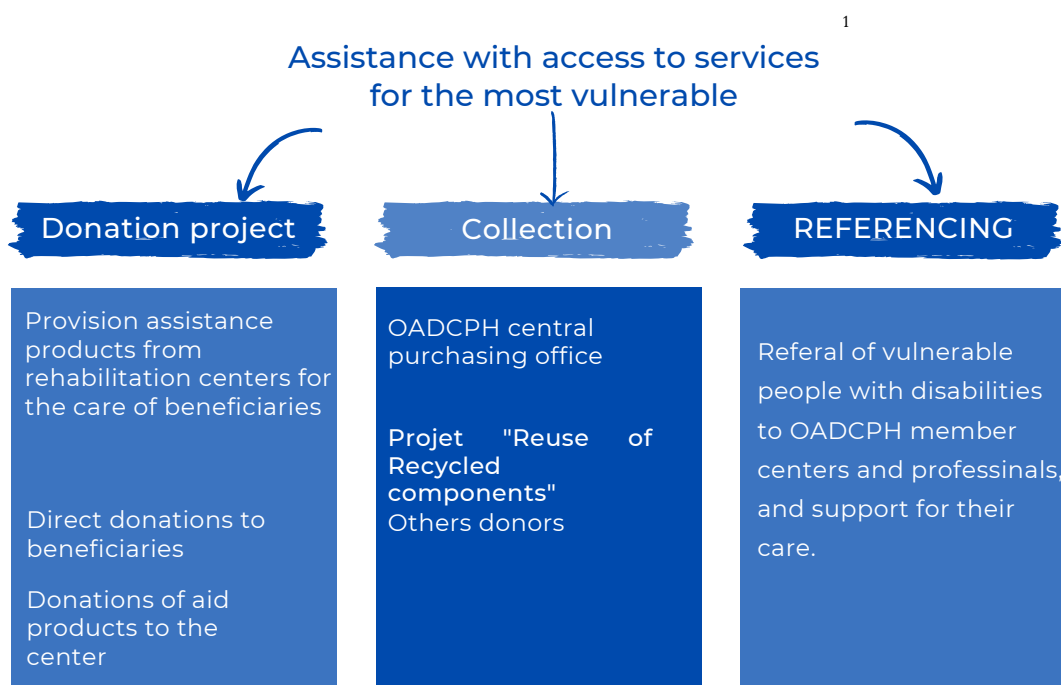 1
Assistance with access to services
for the most vulnerable
Donation project
Provision assistance
products from
rehabilitation centers for
the care of beneficiaries
Direct donations to
beneficiaries
Donations of aid
products to the
center
Collection
OADCPH central
purchasing office
Projet "Reuse of
Recycled
components"
Others donors
REFERENCING
Referal of vulnerable
people with disabilities
to OADCPH member
centers and professinals,
and support for their
care.